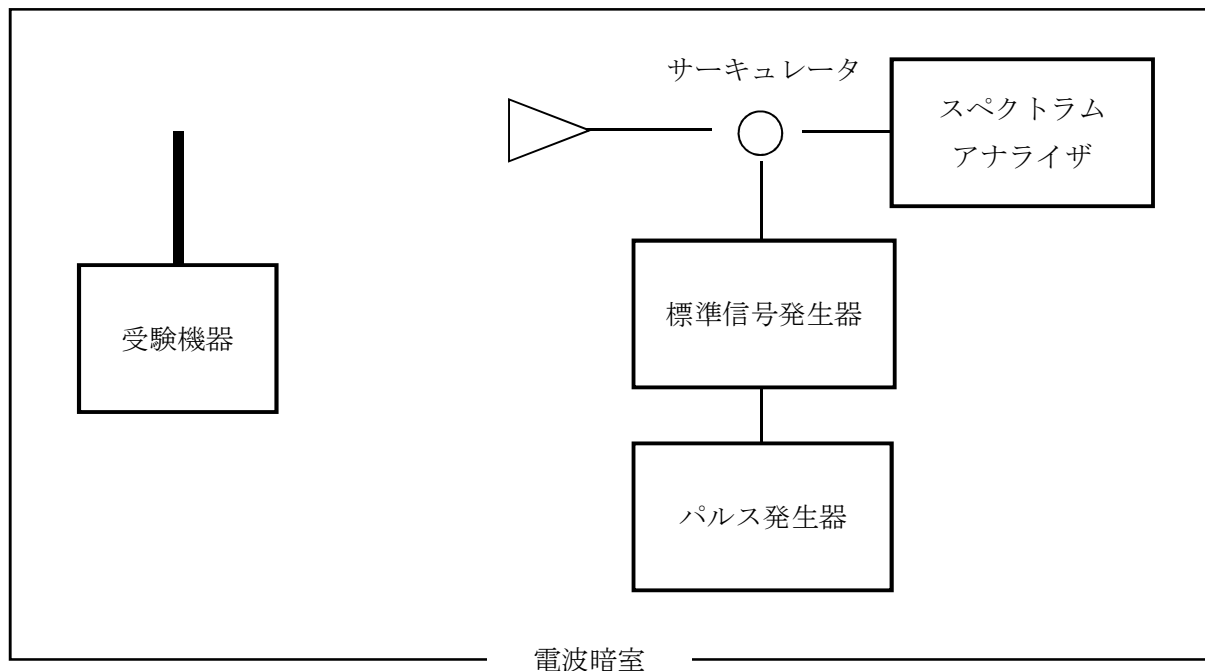 サーキュレータ
スペクトラム
アナライザ
標準信号発生器
受験機器
パルス発生器
電波暗室